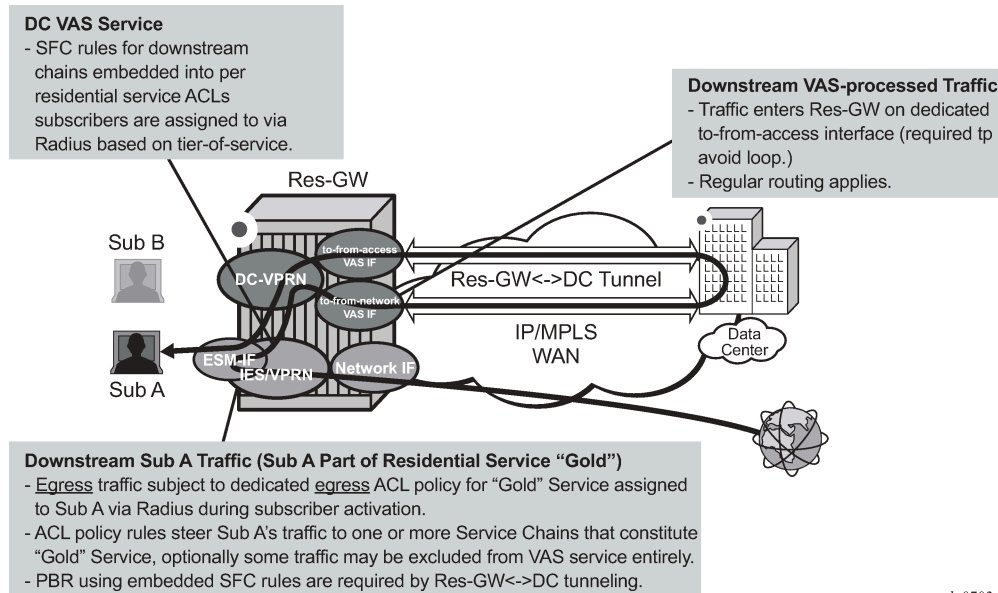 DC VAS Service
- SFC rules for downstream
chains embedded into per
residential service ACLs
subscribers are assigned to via
Radius based on tier-of-service.
Downstream VAS-processed Traffic
- Traffic enters Res-GW on dedicated
to-from-access interface (required tp
avoid loop.)
- Regular routing applies.
Res-GW
Sub B
to-from-access
VAS IF
DC-VPRN
Res-GW<->DC Tunnel
to-from-network
VAS IF
IP/MPLS
WAN
Data
Center
ESM-IF
IES/VPRN
Network IF
Sub A
Downstream Sub A Traffic (Sub A Part of Residential Service “Gold”)
- Egress traffic subject to dedicated egress ACL policy for “Gold” Service assigned
to Sub A via Radius during subscriber activation.
- ACL policy rules steer Sub A’s traffic to one or more Service Chains that constitute
“Gold” Service, optionally some traffic may be excluded from VAS service entirely.
- PBR using embedded SFC rules are required by Res-GW<->DC tunneling.